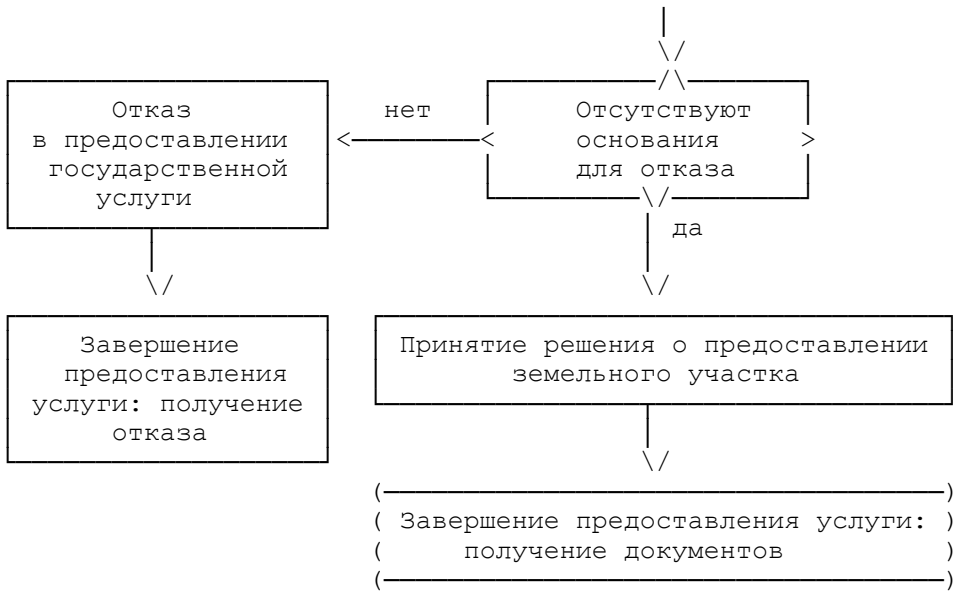 Отказ
в предоставлении
государственной
услуги
нет
Отсутствуют
основания
для отказа
да
Завершение
предоставления
услуги: получение
отказа
Принятие решения о предоставлении
земельного участка
Завершение предоставления услуги:
получение документов